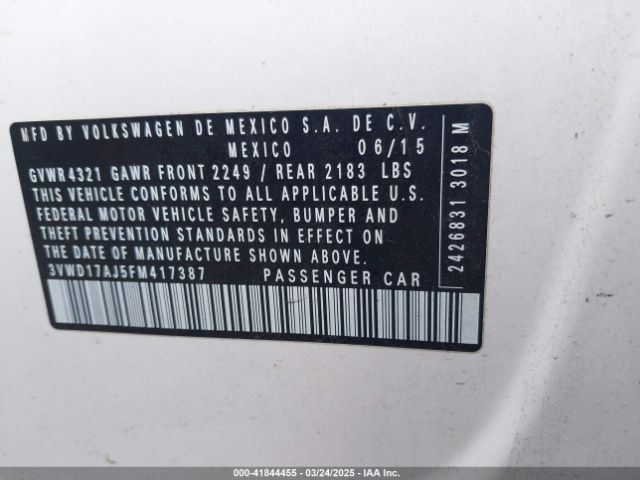 MFD BY VOLKSWAGEN DE MEXICO S.A. DE C.V.
MEXICO 06/15
GVWR4321 GAWR FRONT 2249 / REAR 2183 LBS
THIS VEHICLE CONFORMS TO ALL APPLICABLE U.S.
FEDERAL MOTOR VEHICLE SAFETY, BUMPER AND
THEFT PREVENTION STANDARDS IN EFFECT ON
THE DATE OF MANUFACTURE SHOWN ABOVE.
3VWD17AJ5FM417387 PASSENGER CAR
2426831 3018 M
000-41844455 - 03/24/2025 - IAA Inc.